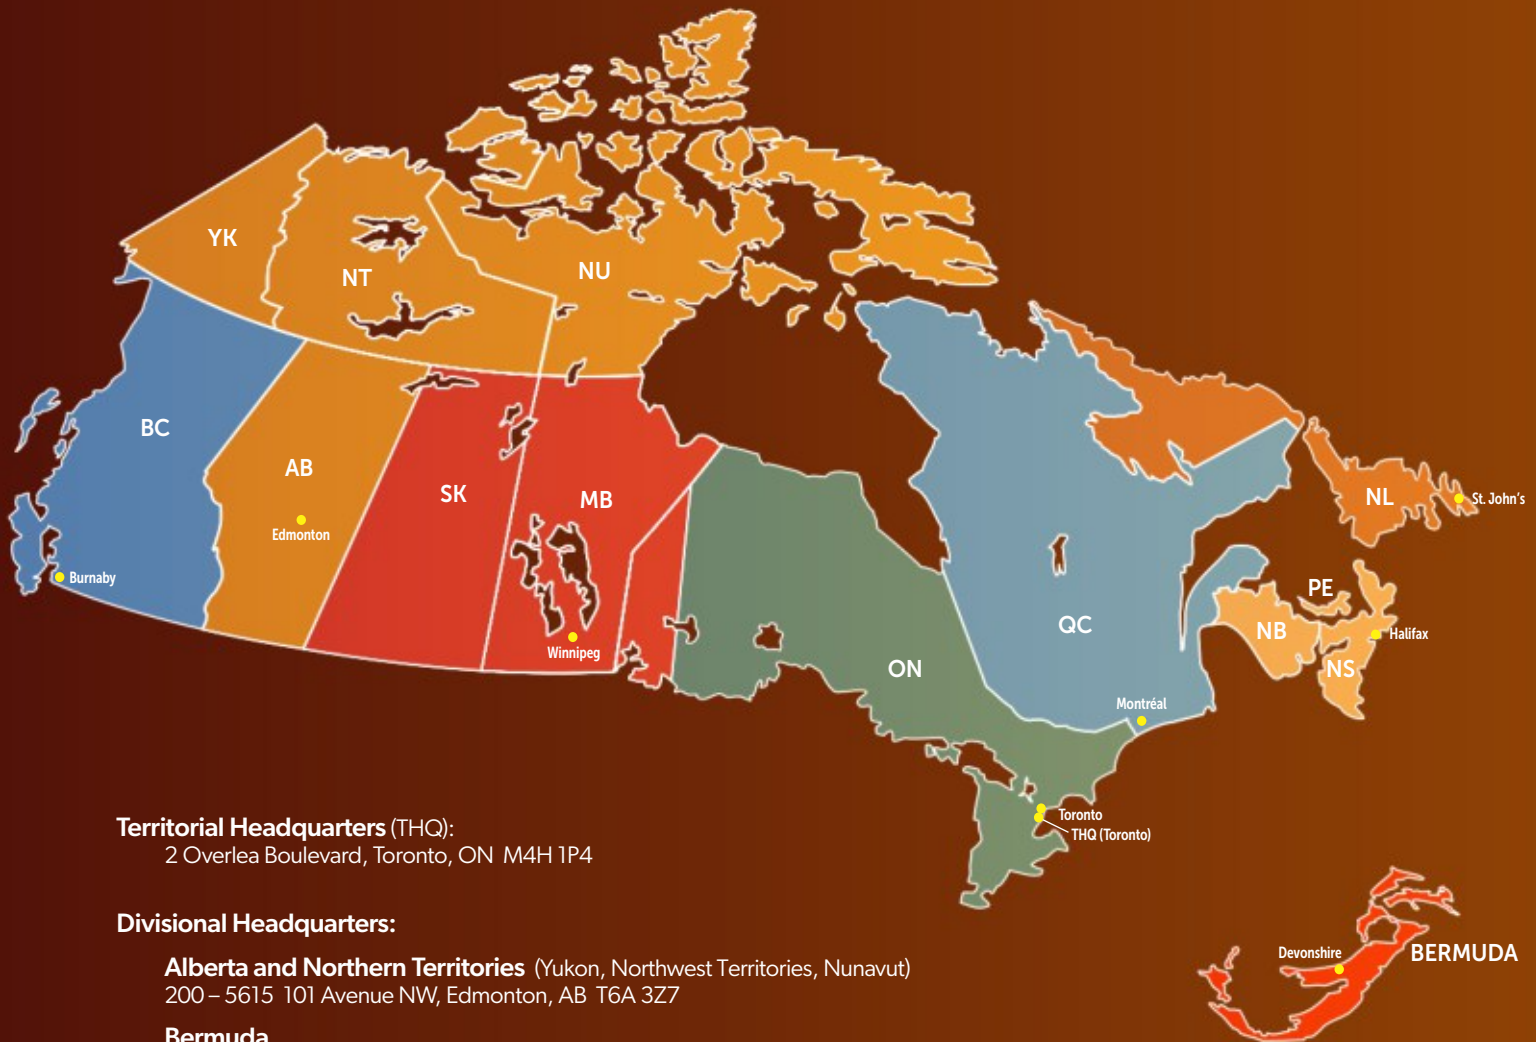 YK
NT
NU
BC
AB
Edmonton
SK
MB
NL
St. John's
Burnaby
Winnipeg
ON
QC
PE
NB
NS
Halifax
Montréal
Toronto
THQ (Toronto)
Territorial Headquarters (THQ):
2 Overlea Boulevard, Toronto, ON M4H 1P4
Divisional Headquarters:
Alberta and Northern Territories (Yukon, Northwest Territories, Nunavut)
200 – 5615 101 Avenue NW, Edmonton, AB T6A 3Z7
Bermuda
Devonshire
BERMUDA